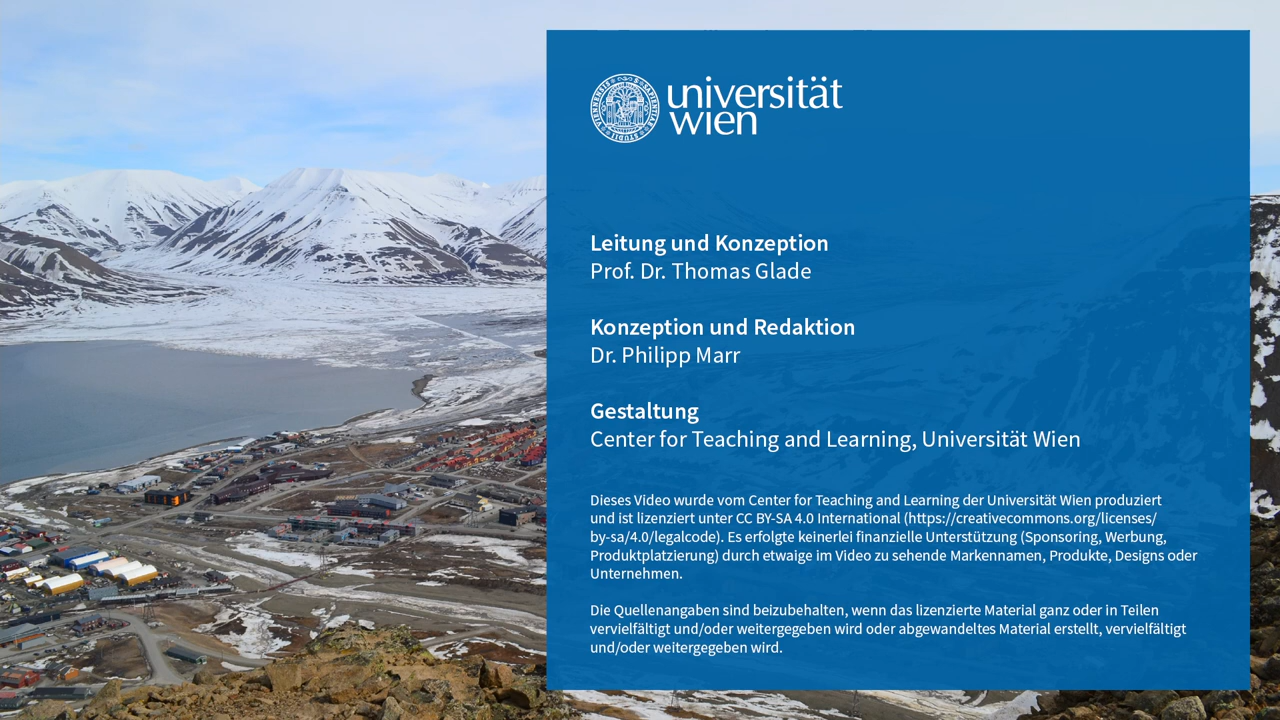 universität
wien
Leitung und Konzeption
Prof. Dr. Thomas Glade
Konzeption und Redaktion
Dr. Philipp Marr
Gestaltung
Center for Teaching and Learning, Universität Wien
Dieses Video wurde vom Center for Teaching and Learning der Universität Wien produziert
und ist lizenziert unter CC BY-SA 4.0 International (https://creativecommons.org/licenses/
by-sa/4.0/legalcode). Es erfolgte keinerlei finanzielle Unterstützung (Sponsoring, Werbung,
Produktplatzierung) durch etwaige im Video zu sehende Markennamen, Produkte, Designs oder
Unternehmen.
Die Quellenangaben sind beizubehalten, wenn das lizenzierte Material ganz oder in Teilen
vervielfältigt und/oder weitergegeben wird oder abgewandeltes Material erstellt, vervielfältigt
und/oder weitergegeben wird.